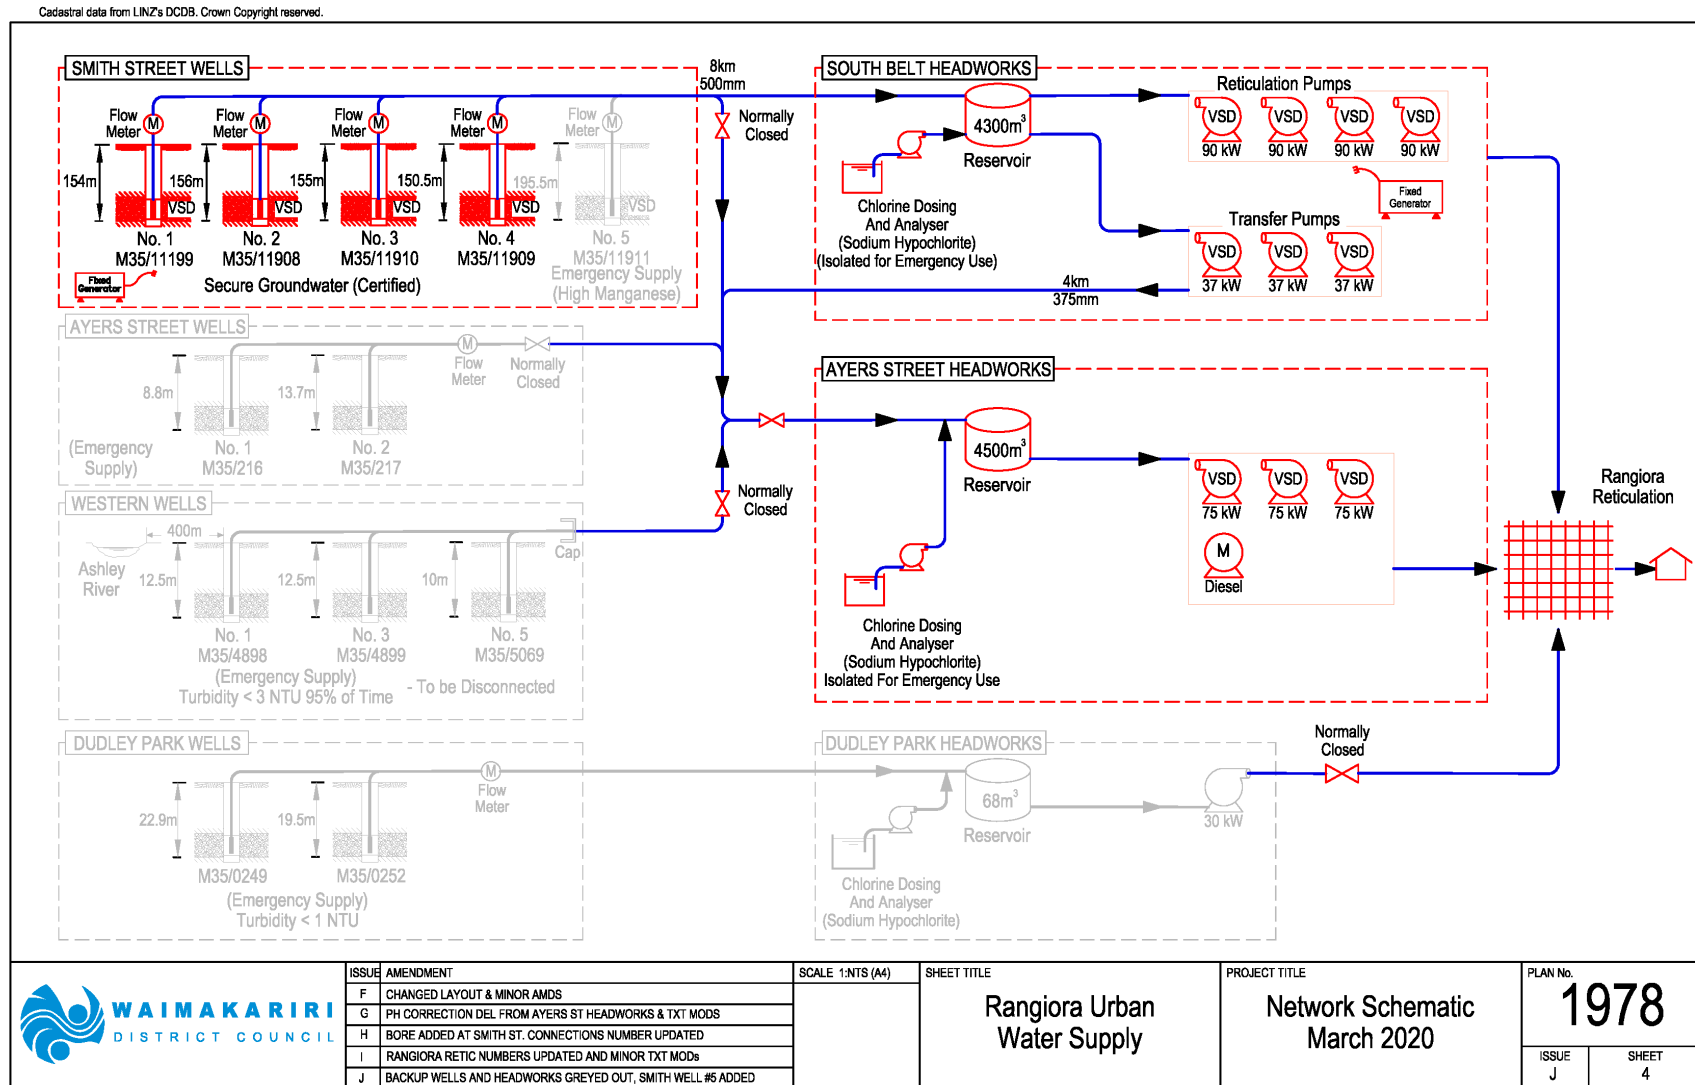 Cadastral data from LINZ's DCDB. Crown Copyright reserved.
SMITH STREET WELLS
8km
500mm
Flow
Meter
M
Flow
Meter
M
Flow
Meter
M
Flow
Meter
M
Flow
Meter
M
Normally
Closed
154m
156m
155m
150.5m
195.5m
VSD
VSD
VSD
VSD
VSD
No. 1
M35/11199
No. 2
M35/11908
No. 3
M35/11910
No. 4
M35/11909
No. 5
M35/11911
Emergency Supply
(High Manganese)
Fixed
Generator
Secure Groundwater (Certified)
SOUTH BELT HEADWORKS
4300m³
Reservoir
Chlorine Dosing
And Analyser
(Sodium Hypochlorite)
(Isolated for Emergency Use)
Reticulation Pumps
VSD
VSD
VSD
VSD
90 kW
90 kW
90 kW
90 kW
Fixed
Generator
Transfer Pumps
VSD
VSD
VSD
37 kW
37 kW
37 kW
4km
375mm
AYERS STREET WELLS
M
Flow
Meter
Normally
Closed
8.8m
13.7m
(Emergency
Supply)
No. 1
M35/216
No. 2
M35/217
AYERS STREET HEADWORKS
4500m³
Reservoir
VSD
VSD
VSD
75 kW
75 kW
75 kW
M
Diesel
Chlorine Dosing
And Analyser
(Sodium Hypochlorite)
Isolated For Emergency Use
Rangiora
Reticulation
WESTERN WELLS
Normally
Closed
400m
Cap
Ashley
River
12.5m
12.5m
10m
No. 1
M35/4898
No. 3
M35/4899
No. 5
M35/5069
(Emergency Supply)
Turbidity < 3 NTU 95% of Time
- To be Disconnected
DUDLEY PARK WELLS
M
Flow
Meter
22.9m
19.5m
M35/0249
M35/0252
(Emergency Supply)
Turbidity < 1 NTU
DUDLEY PARK HEADWORKS
68m³
Reservoir
30 kW
Chlorine Dosing
And Analyser
(Sodium Hypochlorite)
Normally
Closed
WAIMAKARIRI
DISTRICT COUNCIL
ISSUE AMENDMENT
F CHANGED LAYOUT & MINOR AMDS
G PH CORRECTION DEL FROM AYERS ST HEADWORKS & TXT MODS
H BORE ADDED AT SMITH ST. CONNECTIONS NUMBER UPDATED
I RANGIORA RETIC NUMBERS UPDATED AND MINOR TXT MODs
J BACKUP WELLS AND HEADWORKS GREYED OUT, SMITH WELL #5 ADDED
SCALE 1:NTS (A4)
SHEET TITLE
Rangiora Urban
Water Supply
PROJECT TITLE
Network Schematic
March 2020
PLAN No.
1978
ISSUE
J
SHEET
4